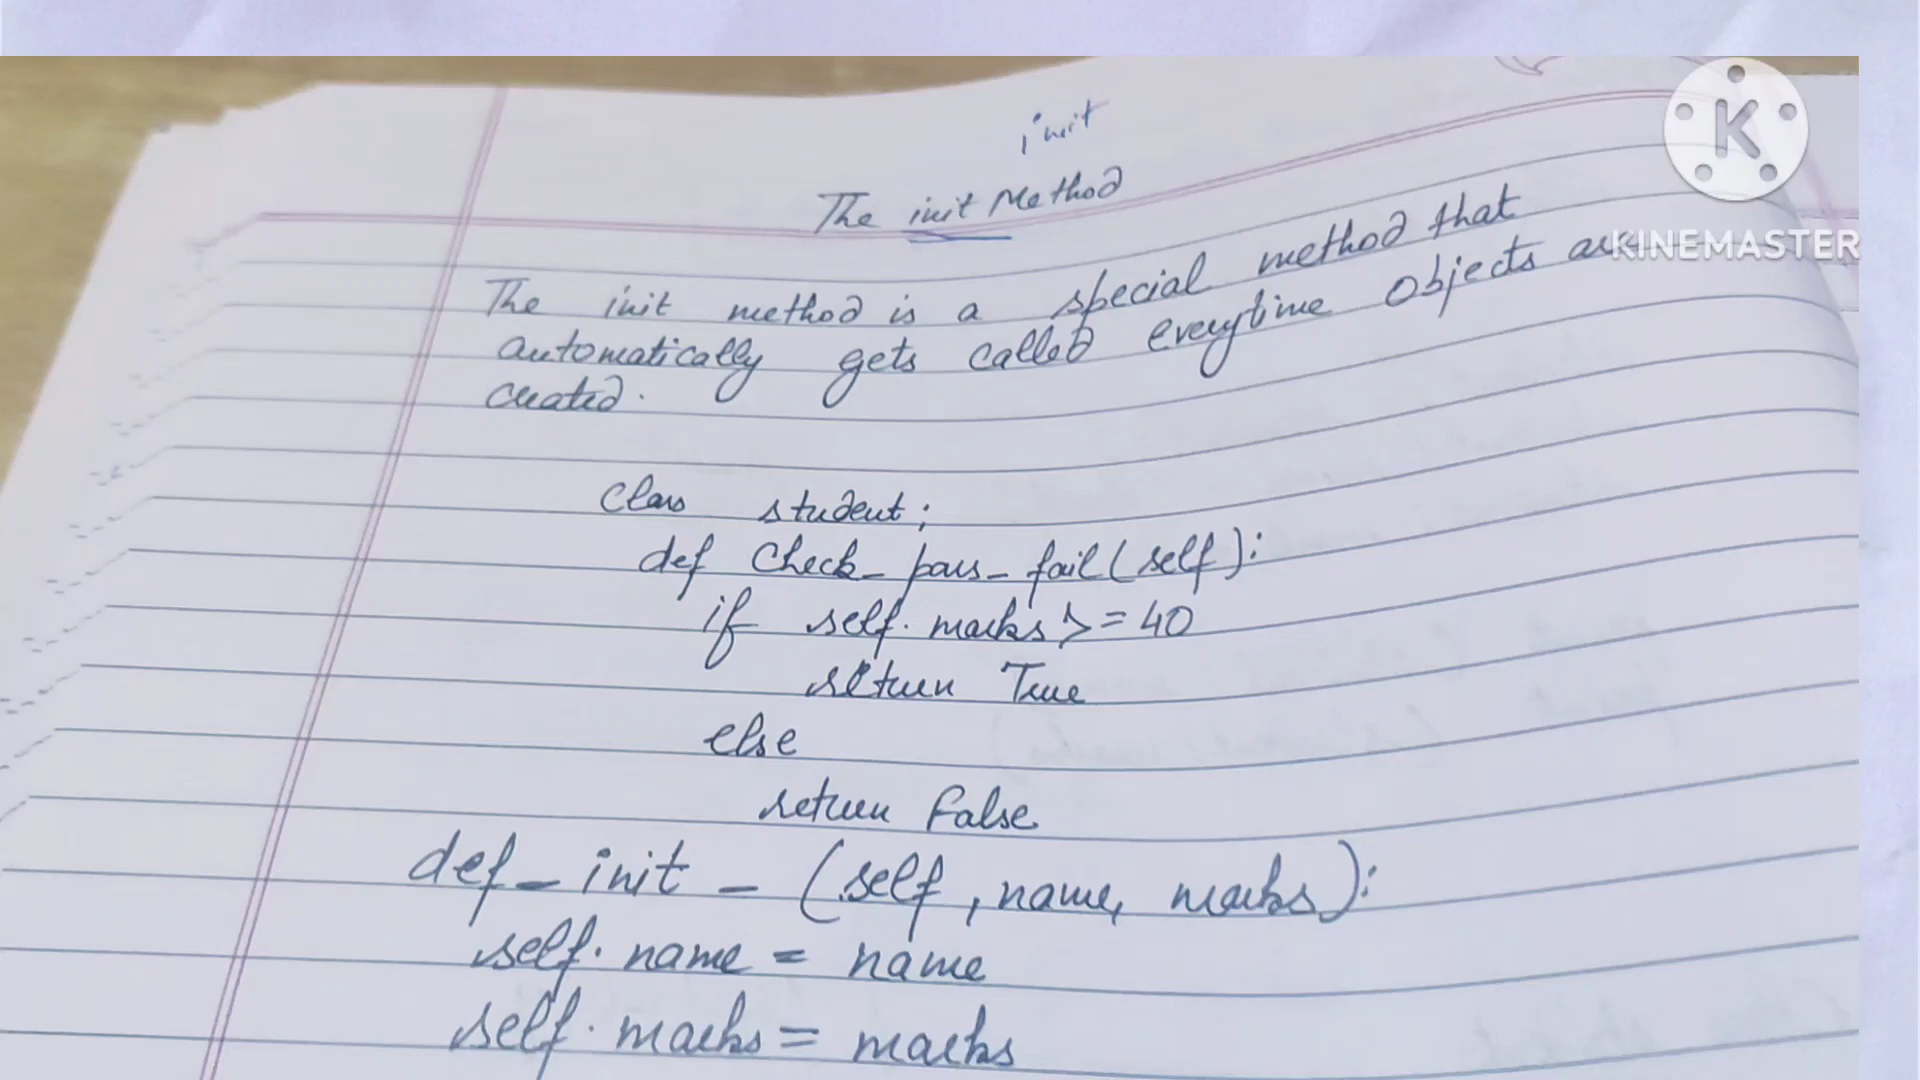 init
The init Method
The init method is a special method that
automatically gets called everytime Objects are
created.
Class student;
def Check_pass_fail(self):
if self.marks >= 40
return True
else
return False
def_init_(self, name, marks):
self.name = name
self.marks = marks
K
KINEMASTER